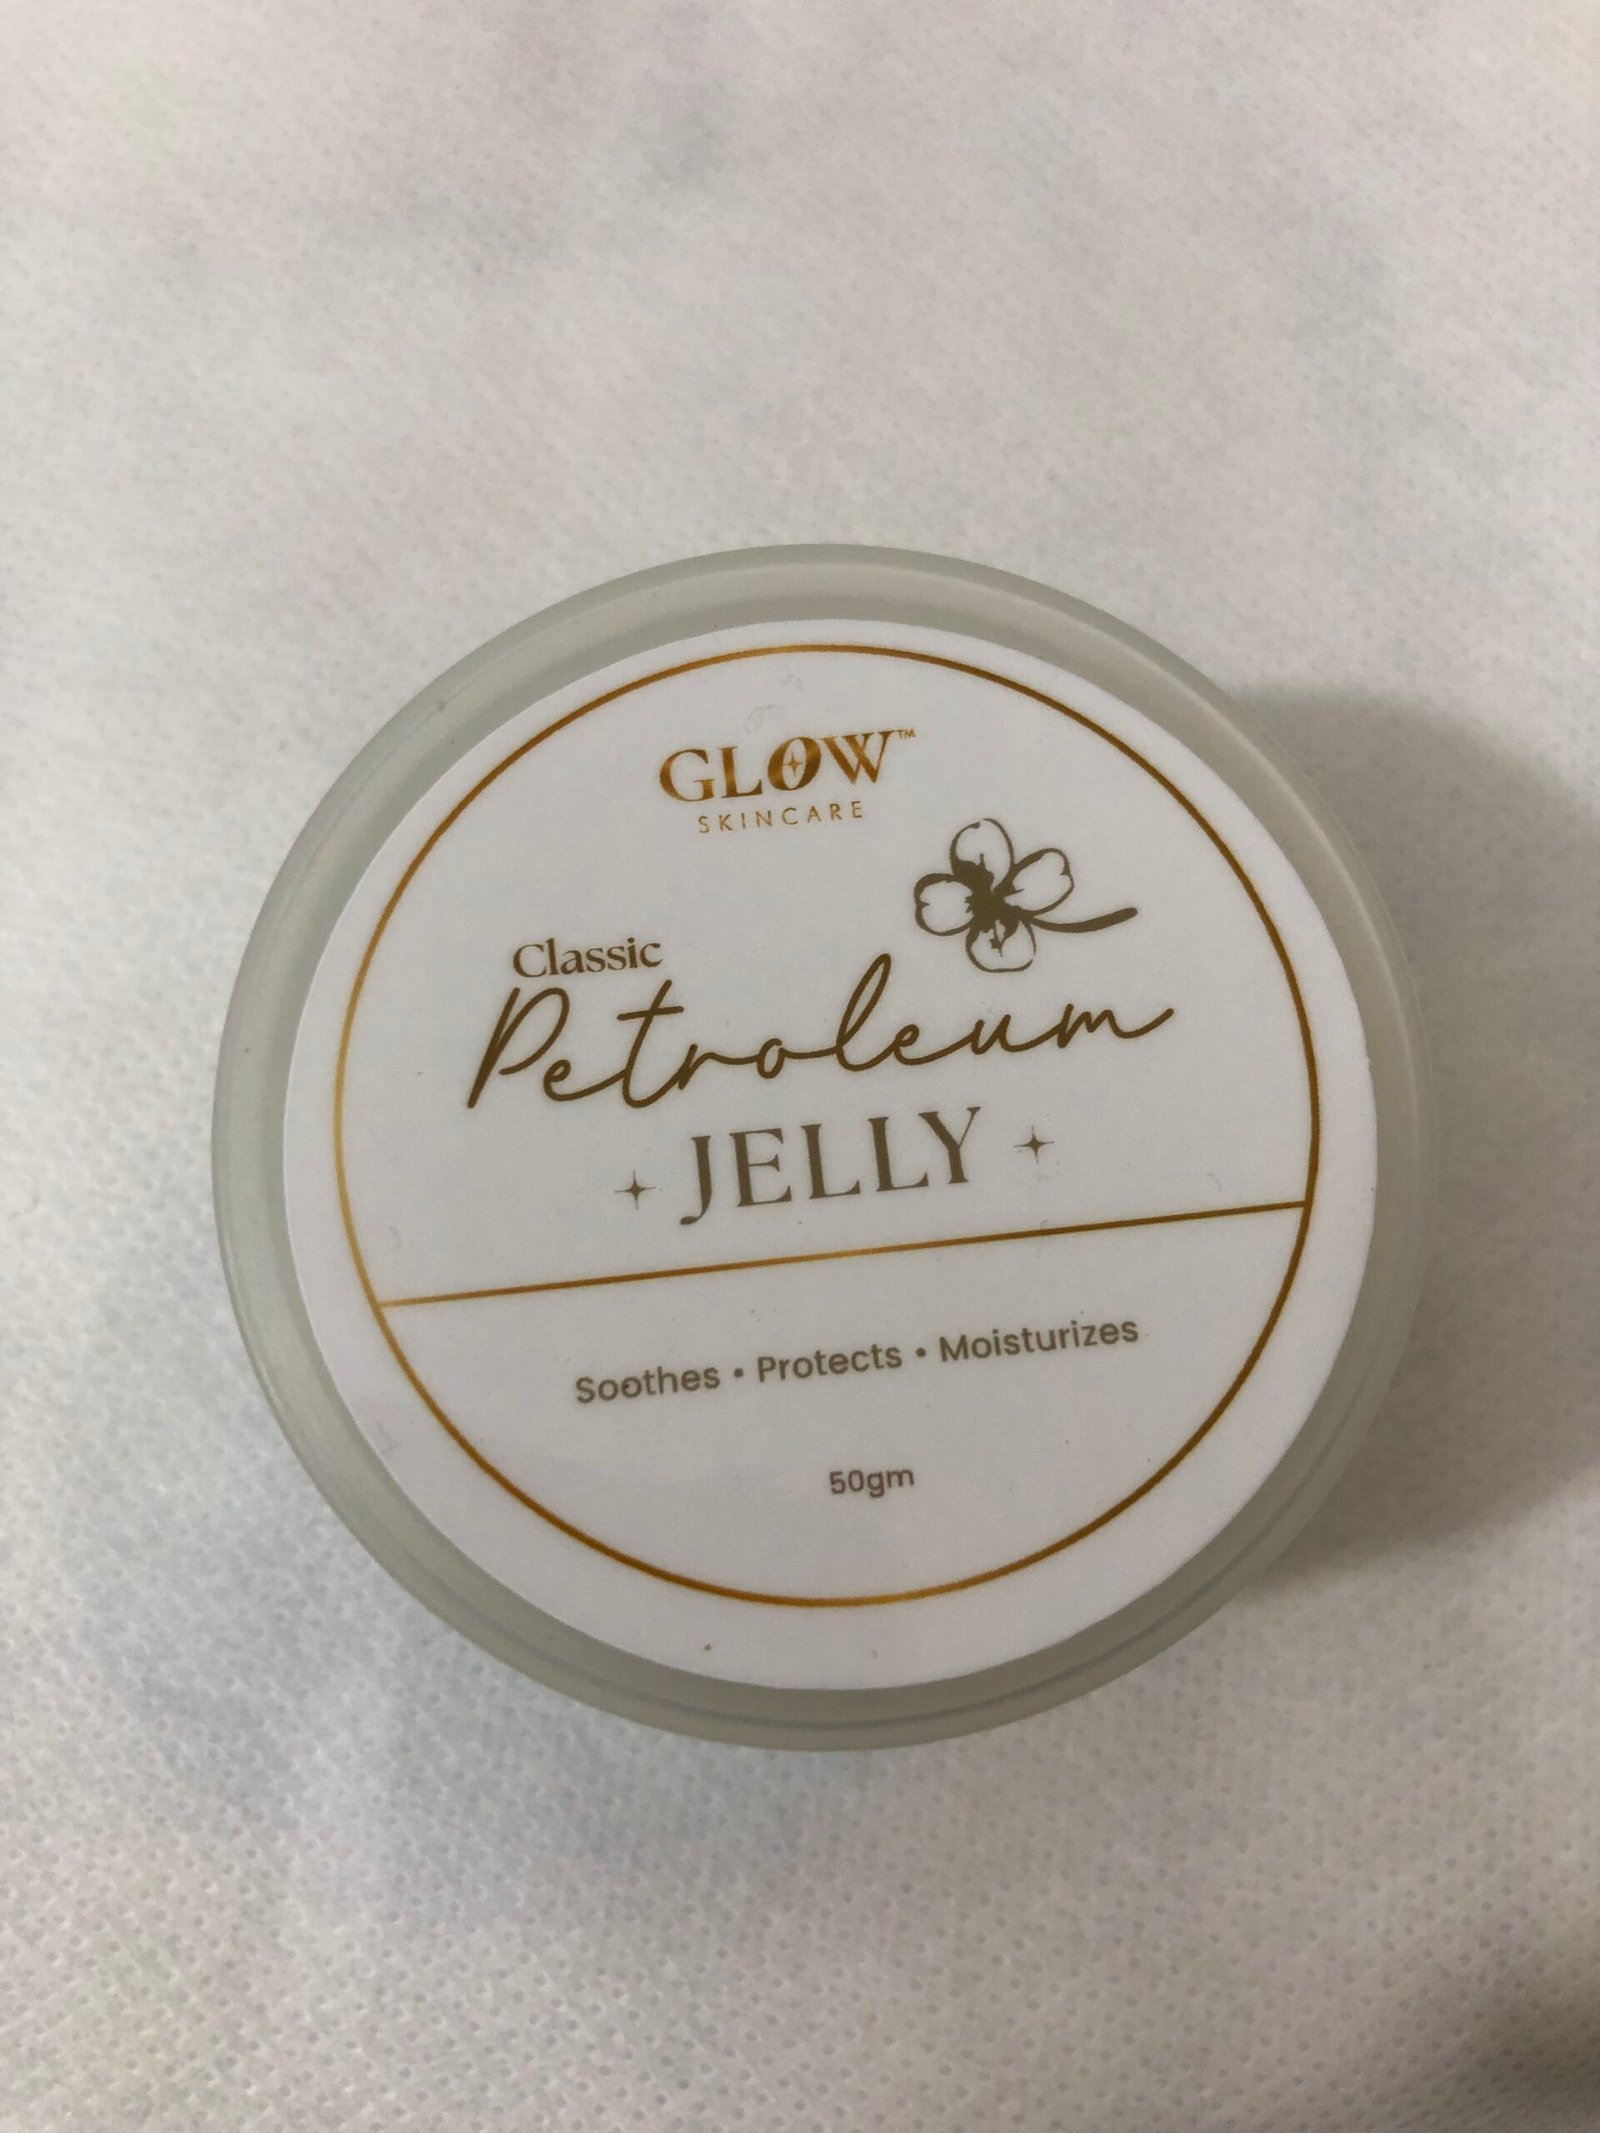 GLOW™
SKINCARE
Classic
Petroleum
JELLY
Soothes • Protects • Moisturizes
50gm